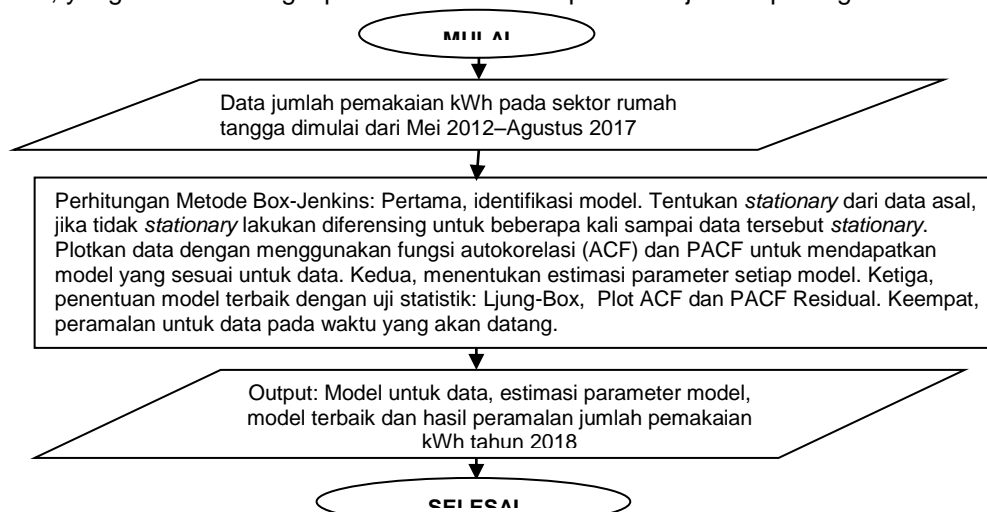 MULAI
Data jumlah pemakaian kWh pada sektor rumah
tangga dimulai dari Mei 2012–Agustus 2017
Perhitungan Metode Box-Jenkins: Pertama, identifikasi model. Tentukan stationary dari data asal,
jika tidak stationary lakukan diferensing untuk beberapa kali sampai data tersebut stationary.
Plotkan data dengan menggunakan fungsi autokorelasi (ACF) dan PACF untuk mendapatkan
model yang sesuai untuk data. Kedua, menentukan estimasi parameter setiap model. Ketiga,
penentuan model terbaik dengan uji statistik: Ljung-Box, Plot ACF dan PACF Residual. Keempat,
peramalan untuk data pada waktu yang akan datang.
Output: Model untuk data, estimasi parameter model,
model terbaik dan hasil peramalan jumlah pemakaian
kWh tahun 2018
SELESAI